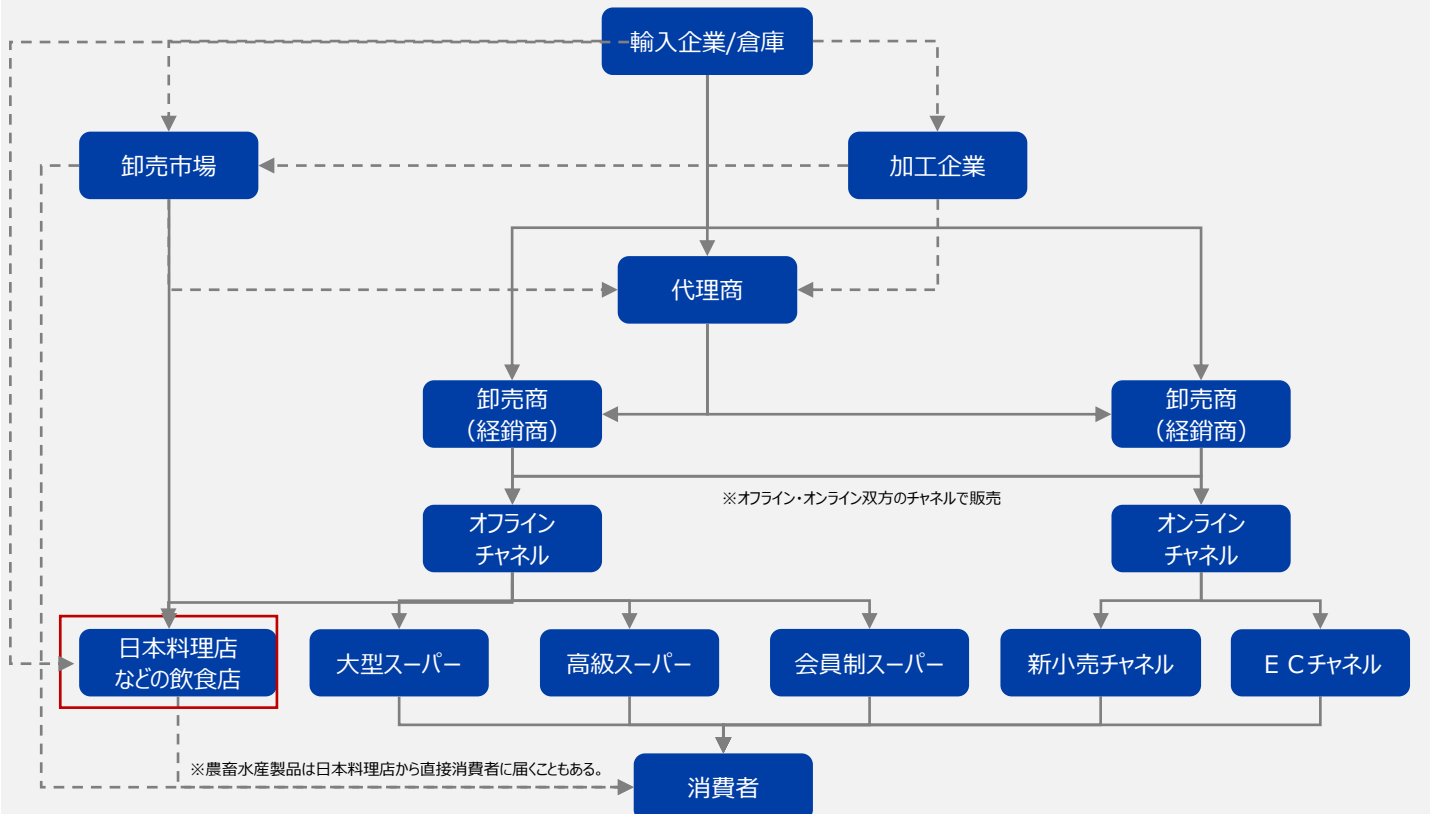 輸入企業/倉庫
卸売市場
加工企業
代理商
卸売商
（経銷商）
卸売商
（経銷商）
※オフライン・オンライン双方のチャネルで販売
オフライン
チャネル
オンライン
チャネル
日本料理店
などの飲食店
大型スーパー
高級スーパー
会員制スーパー
新小売チャネル
ＥＣチャネル
※農畜水産製品は日本料理店から直接消費者に届くこともある。
消費者